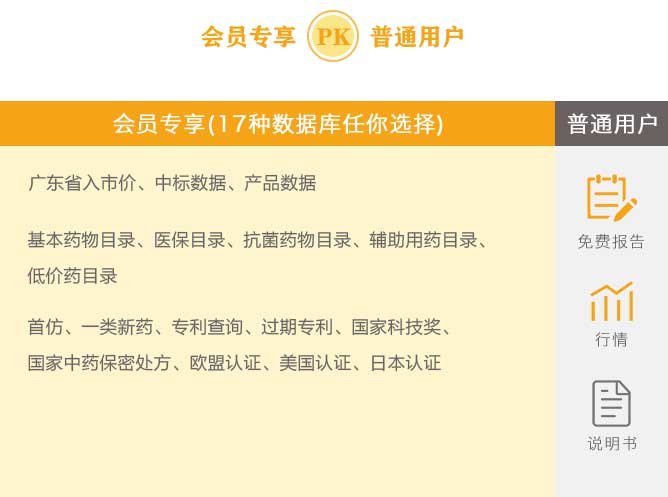 会员专享 PK 普通用户
会员专享(17种数据库任你选择)
普通用户
广东省入市价、中标数据、产品数据
基本药物目录、医保目录、抗菌药物目录、辅助用药目录、
低价药目录
首仿、一类新药、专利查询、过期专利、国家科技奖、
国家中药保密处方、欧盟认证、美国认证、日本认证
免费报告
行情
说明书